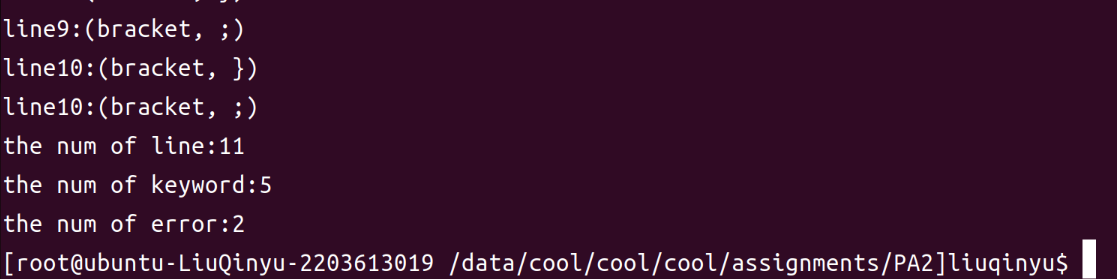 line9:(bracket, ;)
line10:(bracket, })
line10:(bracket, ;)
the num of line:11
the num of keyword:5
the num of error:2
[root@ubuntu-LiuQinyu-2203613019 /data/cool/cool/cool/assignments/PA2]liuqinyu$